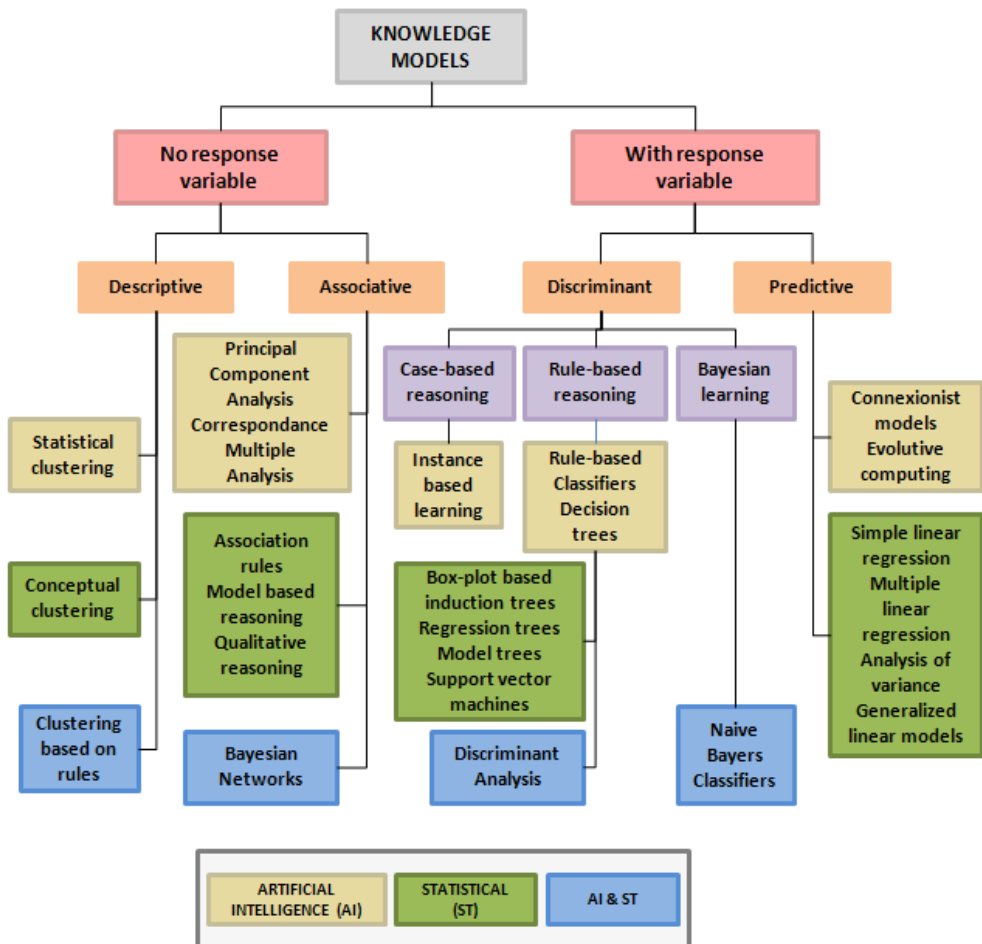 KNOWLEDGE
MODELS
No response
variable
With response
variable
Descriptive
Associative
Discriminant
Predictive
Principal
Component
Analysis
Correspondance
Multiple
Analysis
Case-based
reasoning
Rule-based
reasoning
Bayesian
learning
Connexionist
models
Evolutive
computing
Statistical
clustering
Instance
based
learning
Rule-based
Classifiers
Decision
trees
Association
rules
Model based
reasoning
Qualitative
reasoning
Box-plot based
induction trees
Regression trees
Model trees
Support vector
machines
Simple linear
regression
Multiple
linear
regression
Analysis of
variance
Generalized
linear models
Conceptual
clustering
Clustering
based on
rules
Bayesian
Networks
Discriminant
Analysis
Naive
Bayers
Classifiers
ARTIFICIAL
INTELLIGENCE (AI)
STATISTICAL
(ST)
AI & ST